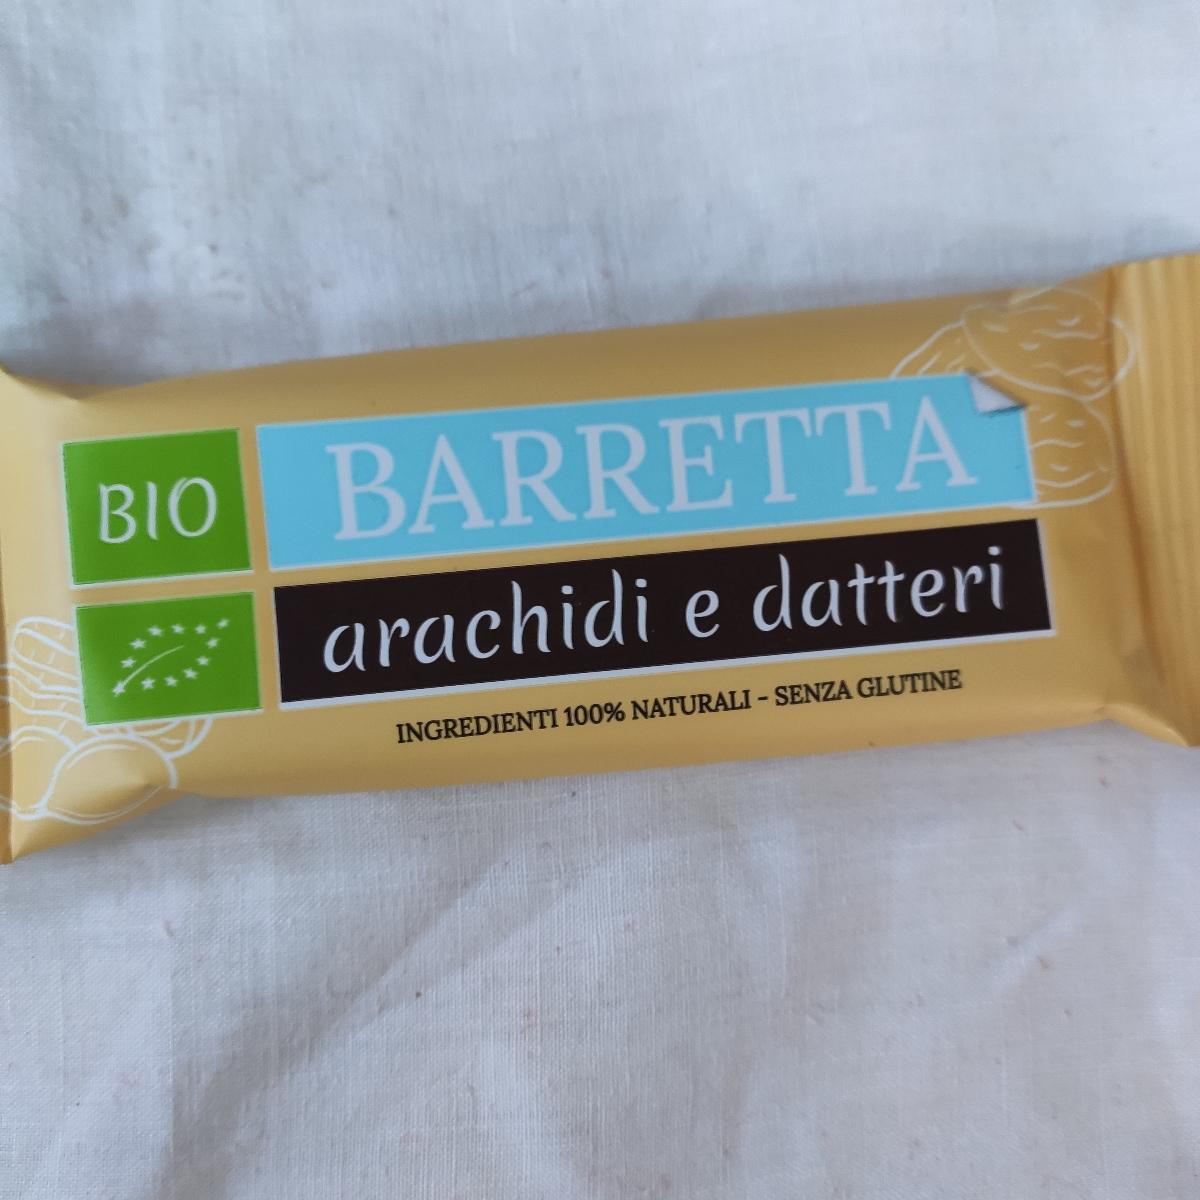 BIO
BARRETTA
arachidi e datteri
INGREDIENTI 100% NATURALI - SENZA GLUTINE